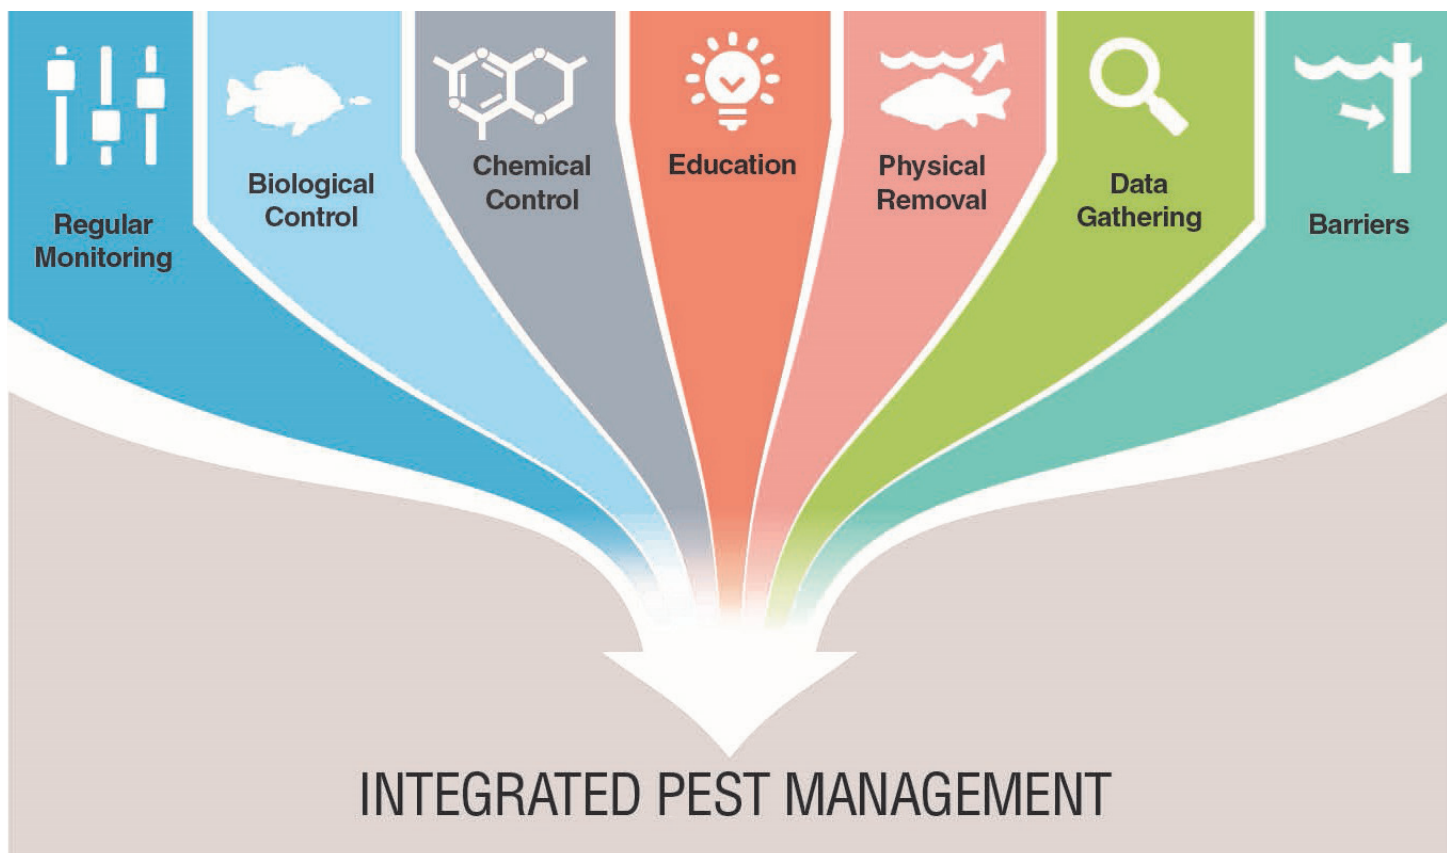 Regular
Monitoring
Biological
Control
Chemical
Control
Education
Physical
Removal
Data
Gathering
Barriers
INTEGRATED PEST MANAGEMENT